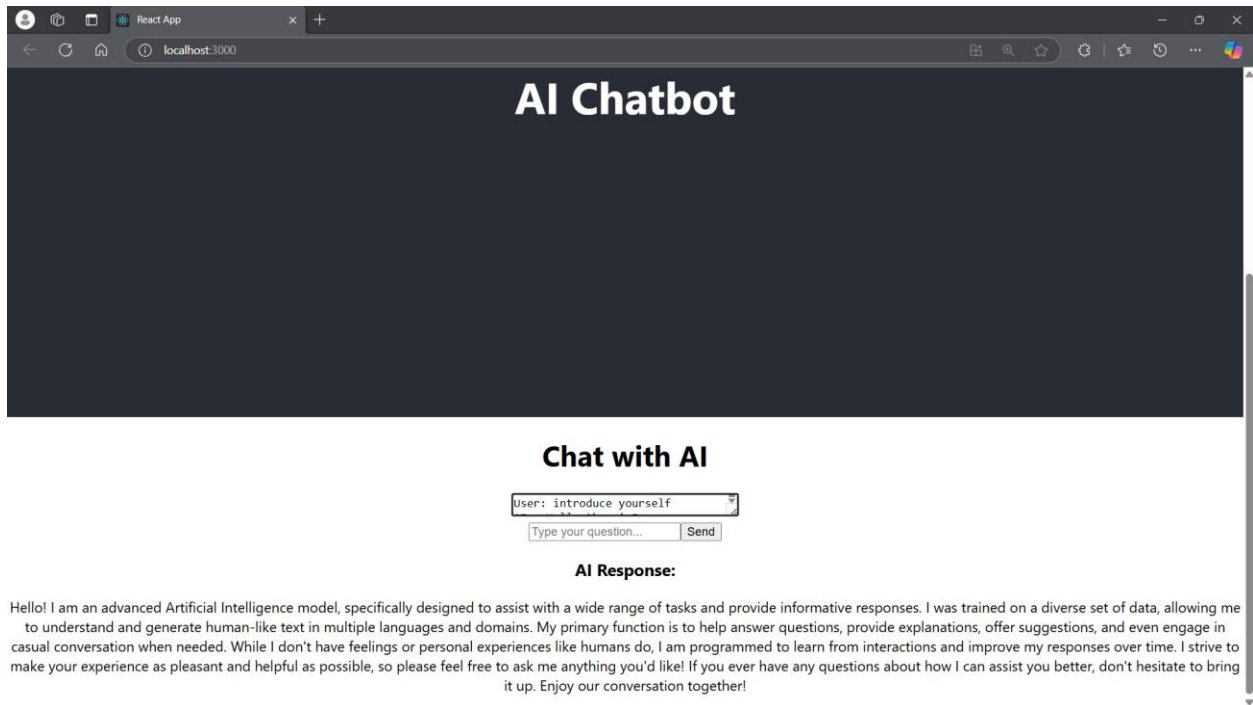 React App
localhost:3000
AI Chatbot
Chat with AI
User: introduce yourself
Type your question...
Send
AI Response:
Hello! I am an advanced Artificial Intelligence model, specifically designed to assist with a wide range of tasks and provide informative responses. I was trained on a diverse set of data, allowing me
to understand and generate human-like text in multiple languages and domains. My primary function is to help answer questions, provide explanations, offer suggestions, and even engage in
casual conversation when needed. While I don't have feelings or personal experiences like humans do, I am programmed to learn from interactions and improve my responses over time. I strive to
make your experience as pleasant and helpful as possible, so please feel free to ask me anything you'd like! If you ever have any questions about how I can assist you better, don't hesitate to bring
it up. Enjoy our conversation together!